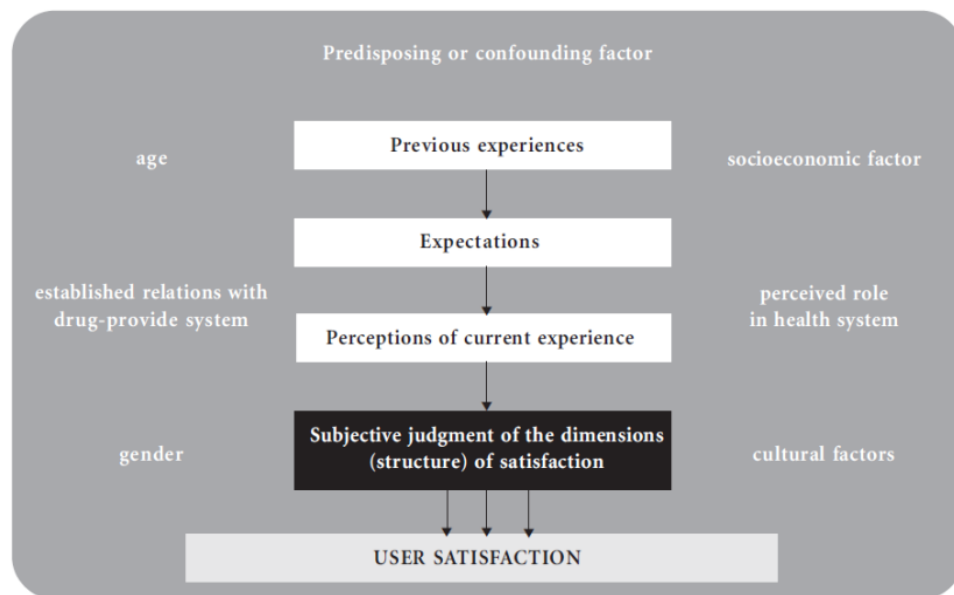 Predisposing or confounding factor
Previous experiences
age
socioeconomic factor
Expectations
established relations with
drug-provide system
perceived role
in health system
Perceptions of current experience
Subjective judgment of the dimensions
(structure) of satisfaction
gender
cultural factors
USER SATISFACTION